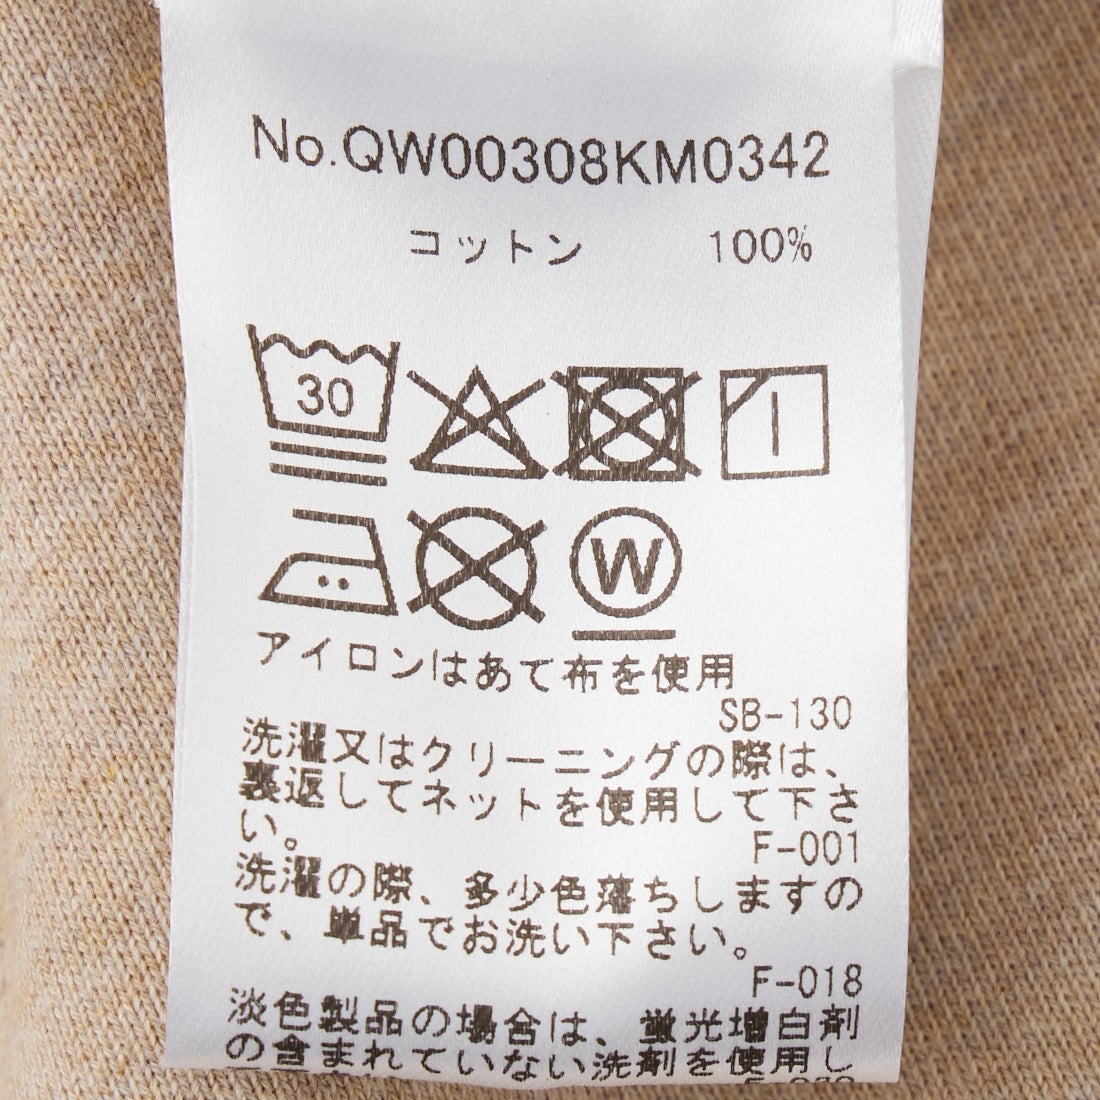 No.QW00308KM0342
コットン 100%
30
W
アイロンはあて布を使用
SB-130
洗濯又はクリーニングの際は、
裏返してネットを使用して下さ
い。
F-001
洗濯の際、多少色落ちしますの
で、単品でお洗い下さい。
F-018
淡色製品の場合は、蛍光増白剤
の含まれていない洗剤を使用し